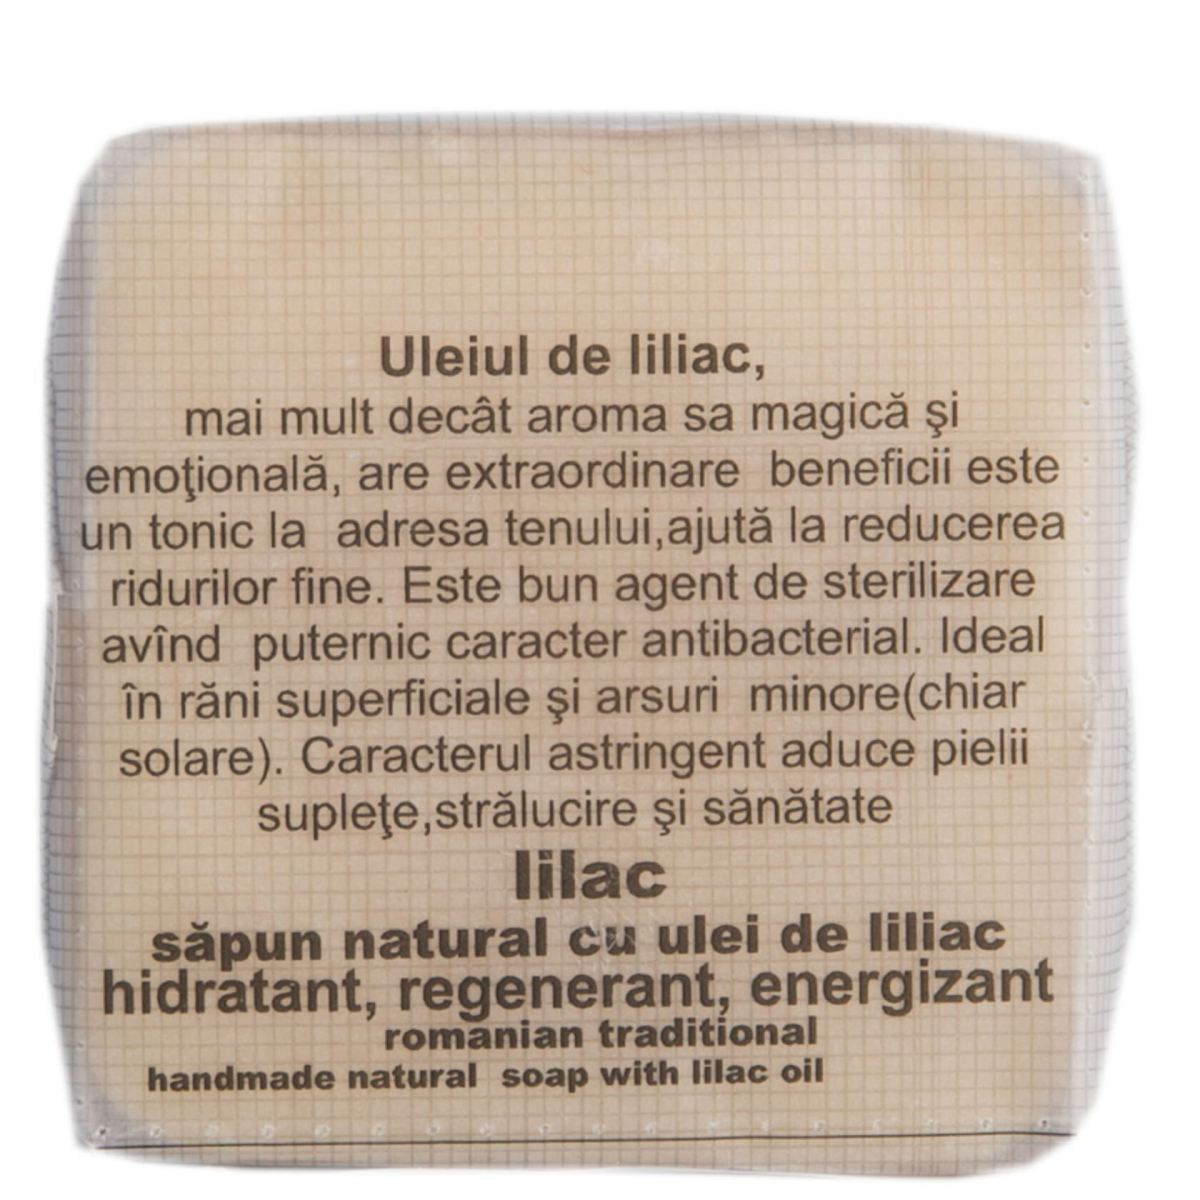 Uleiul de liliac,
mai mult decât aroma sa magică şi
emoţională, are extraordinare beneficii este
un tonic la adresa tenului,ajută la reducerea
ridurilor fine. Este bun agent de sterilizare
avînd puternic caracter antibacterial. Ideal
în răni superficiale şi arsuri minore(chiar
solare). Caracterul astringent aduce pielii
supleţe,strălucire şi sănătate
lilac
săpun natural cu ulei de liliac
hidratant, regenerant, energizant
romanian traditional
handmade natural soap with lilac oil